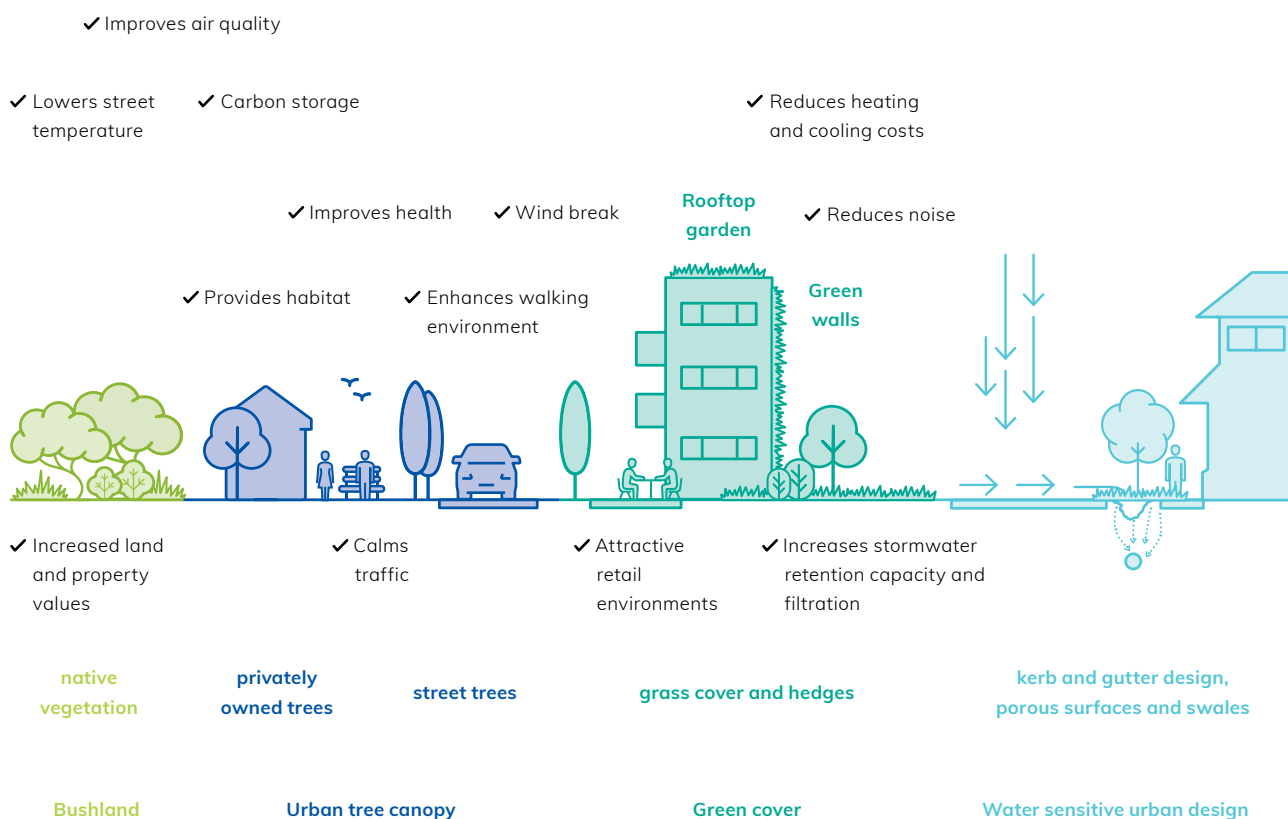 Improves air quality
Lowers street
temperature
Carbon storage
Reduces heating
and cooling costs
Improves health
Wind break
Rooftop
garden
Reduces noise
Provides habitat
Enhances walking
environment
Green
walls
Increased land
and property
values
Calms
traffic
Attractive
retail
environments
Increases stormwater
retention capacity and
filtration
native
vegetation
privately
owned trees
street trees
grass cover and hedges
kerb and gutter design,
porous surfaces and swales
Bushland
Urban tree canopy
Green cover
Water sensitive urban design